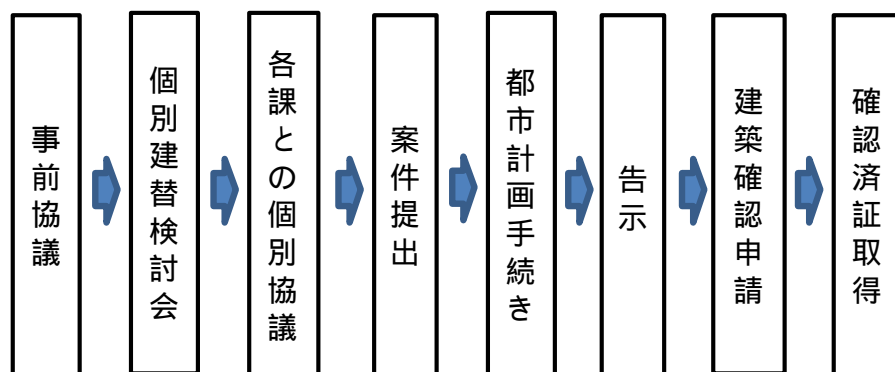 事前協議
個別建替検討会
各課との個別協議
案件提出
都市計画手続き
告示
建築確認申請
確認済証取得